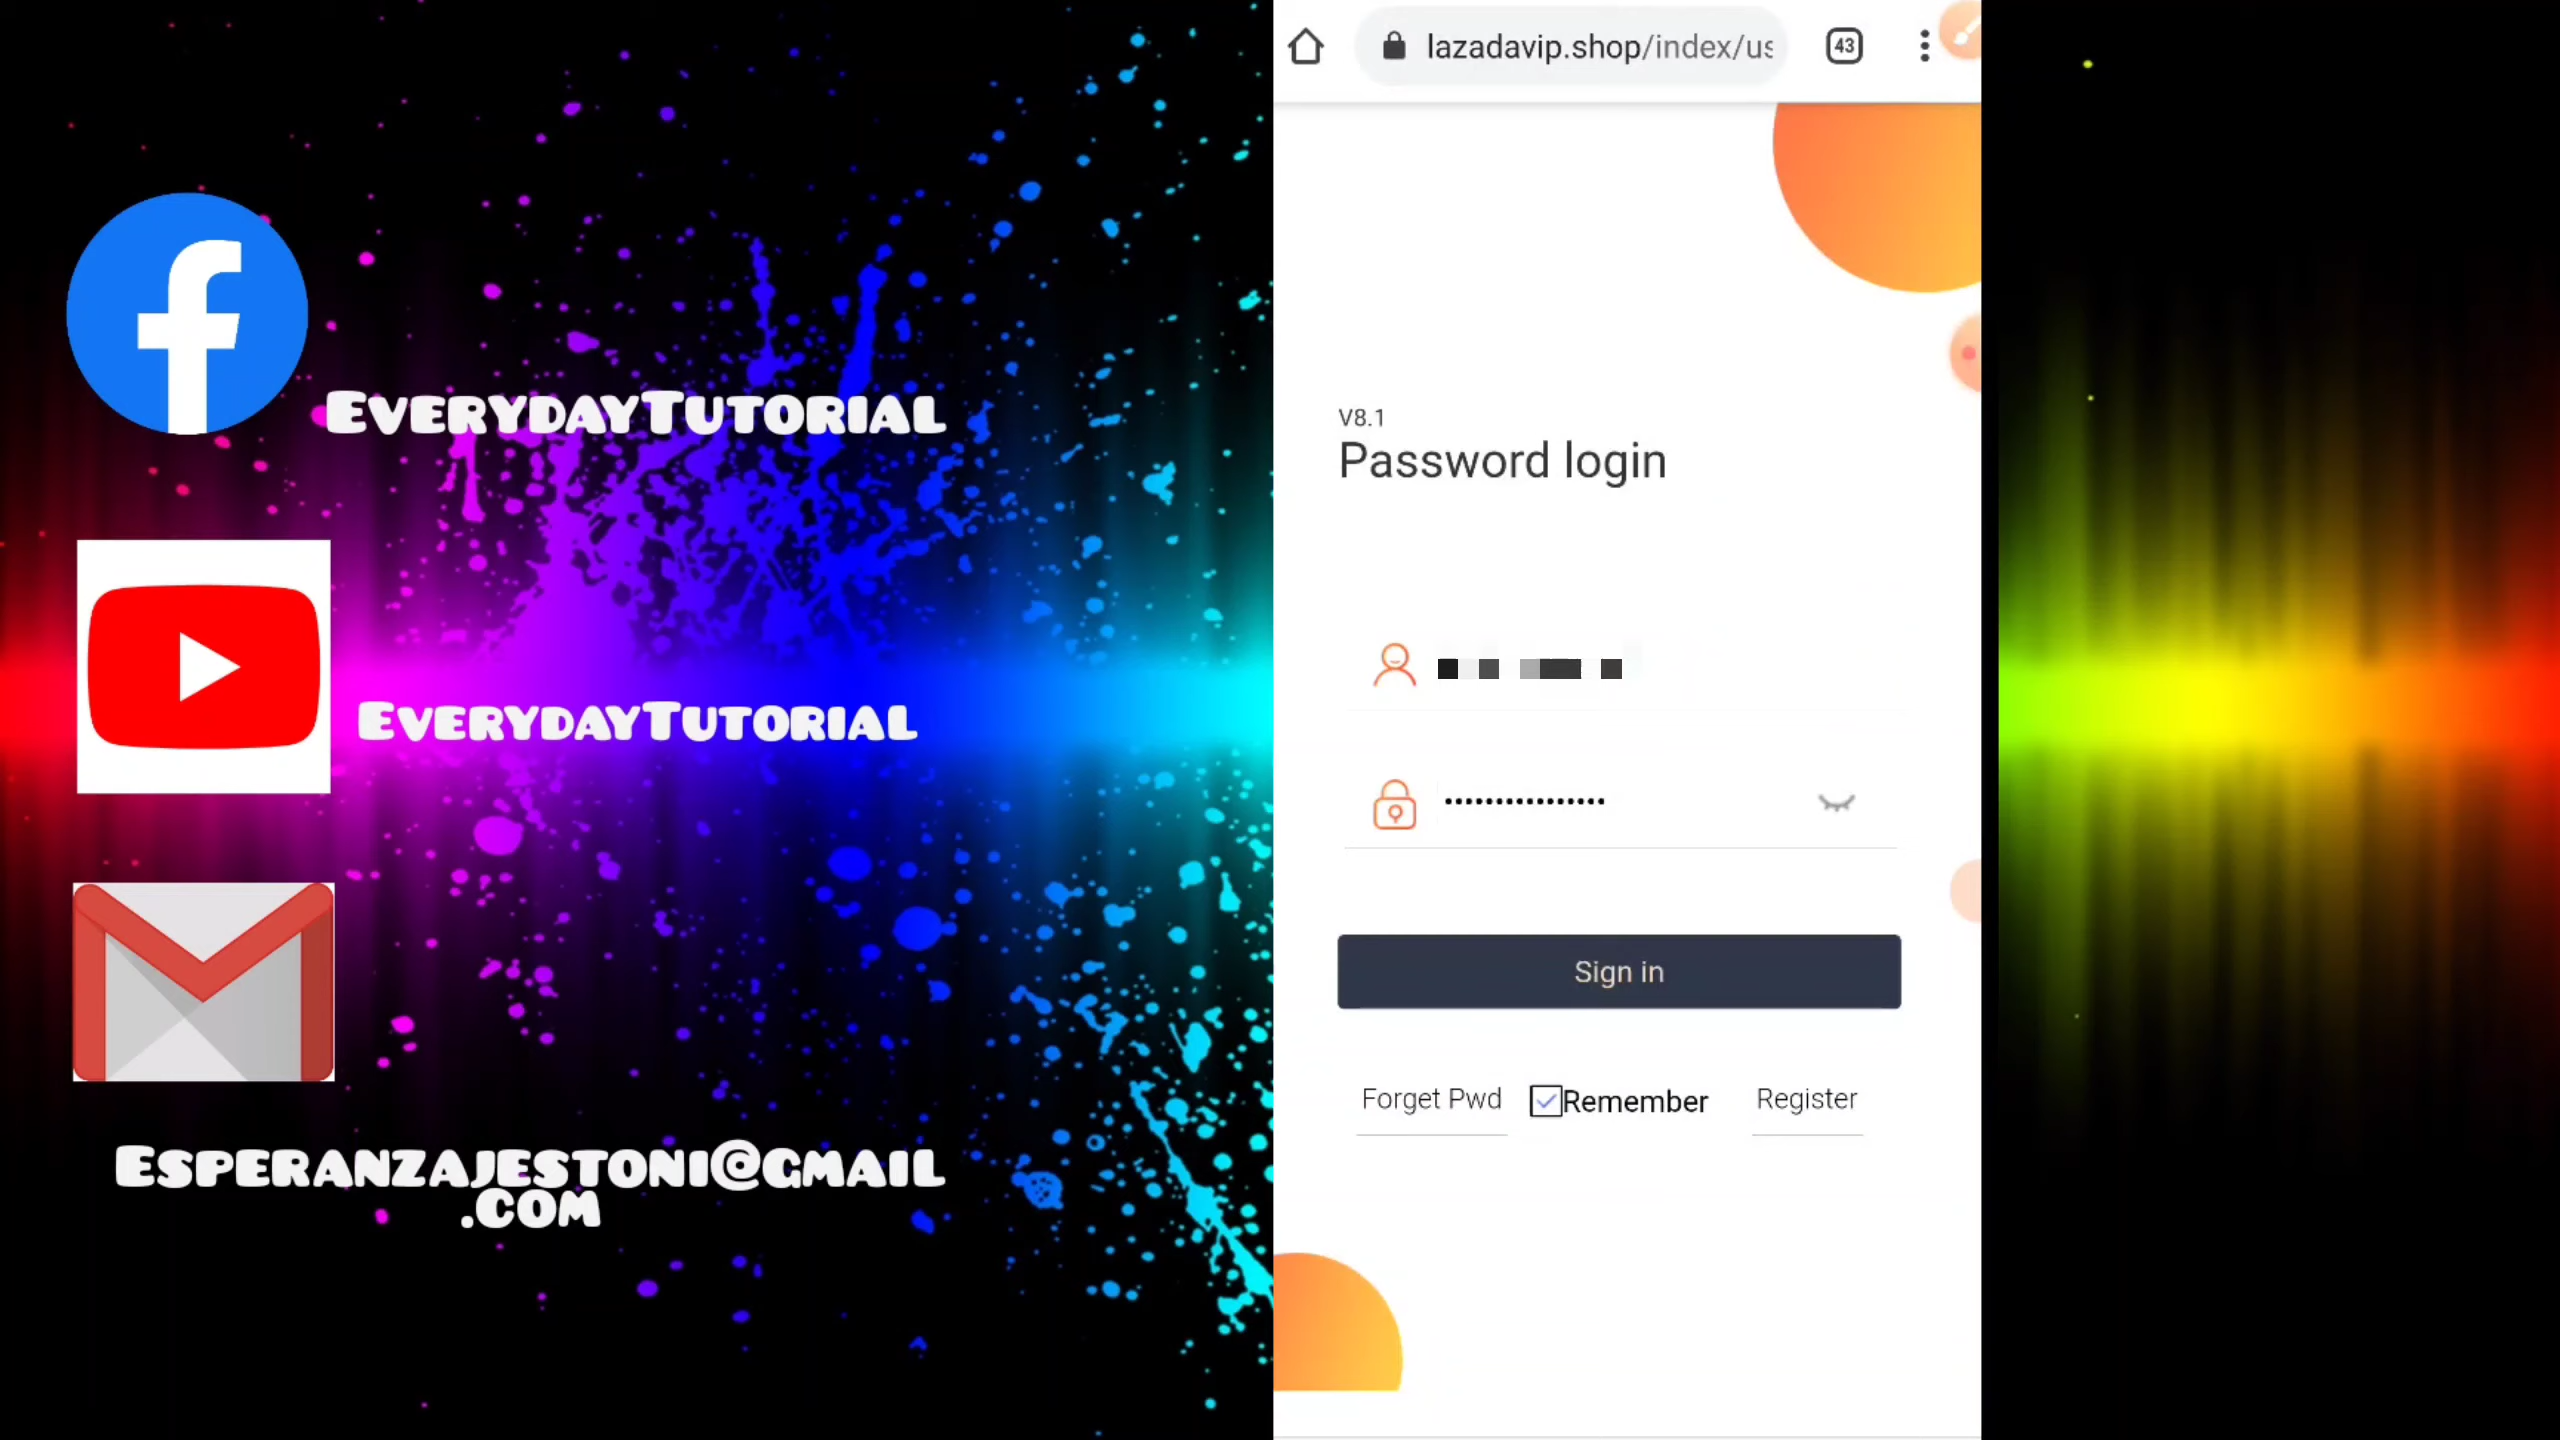 EverydayTutorial
EverydayTutorial
Esperanzajestoni@gmail
.com
lazadavip.shop/index/us
43
V8.1
Password login
Sign in
Forget Pwd
Remember
Register